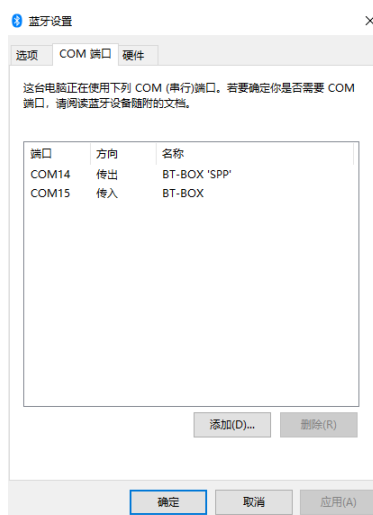 蓝牙设置
选项 COM 端口 硬件
这台电脑正在使用下列 COM (串行)端口。若要确定你是否需要 COM
端口，请阅读蓝牙设备随附的文档。
端口 方向 名称
COM14 传出 BT-BOX 'SPP'
COM15 传入 BT-BOX
添加(D)... 删除(R)
确定 取消 应用(A)